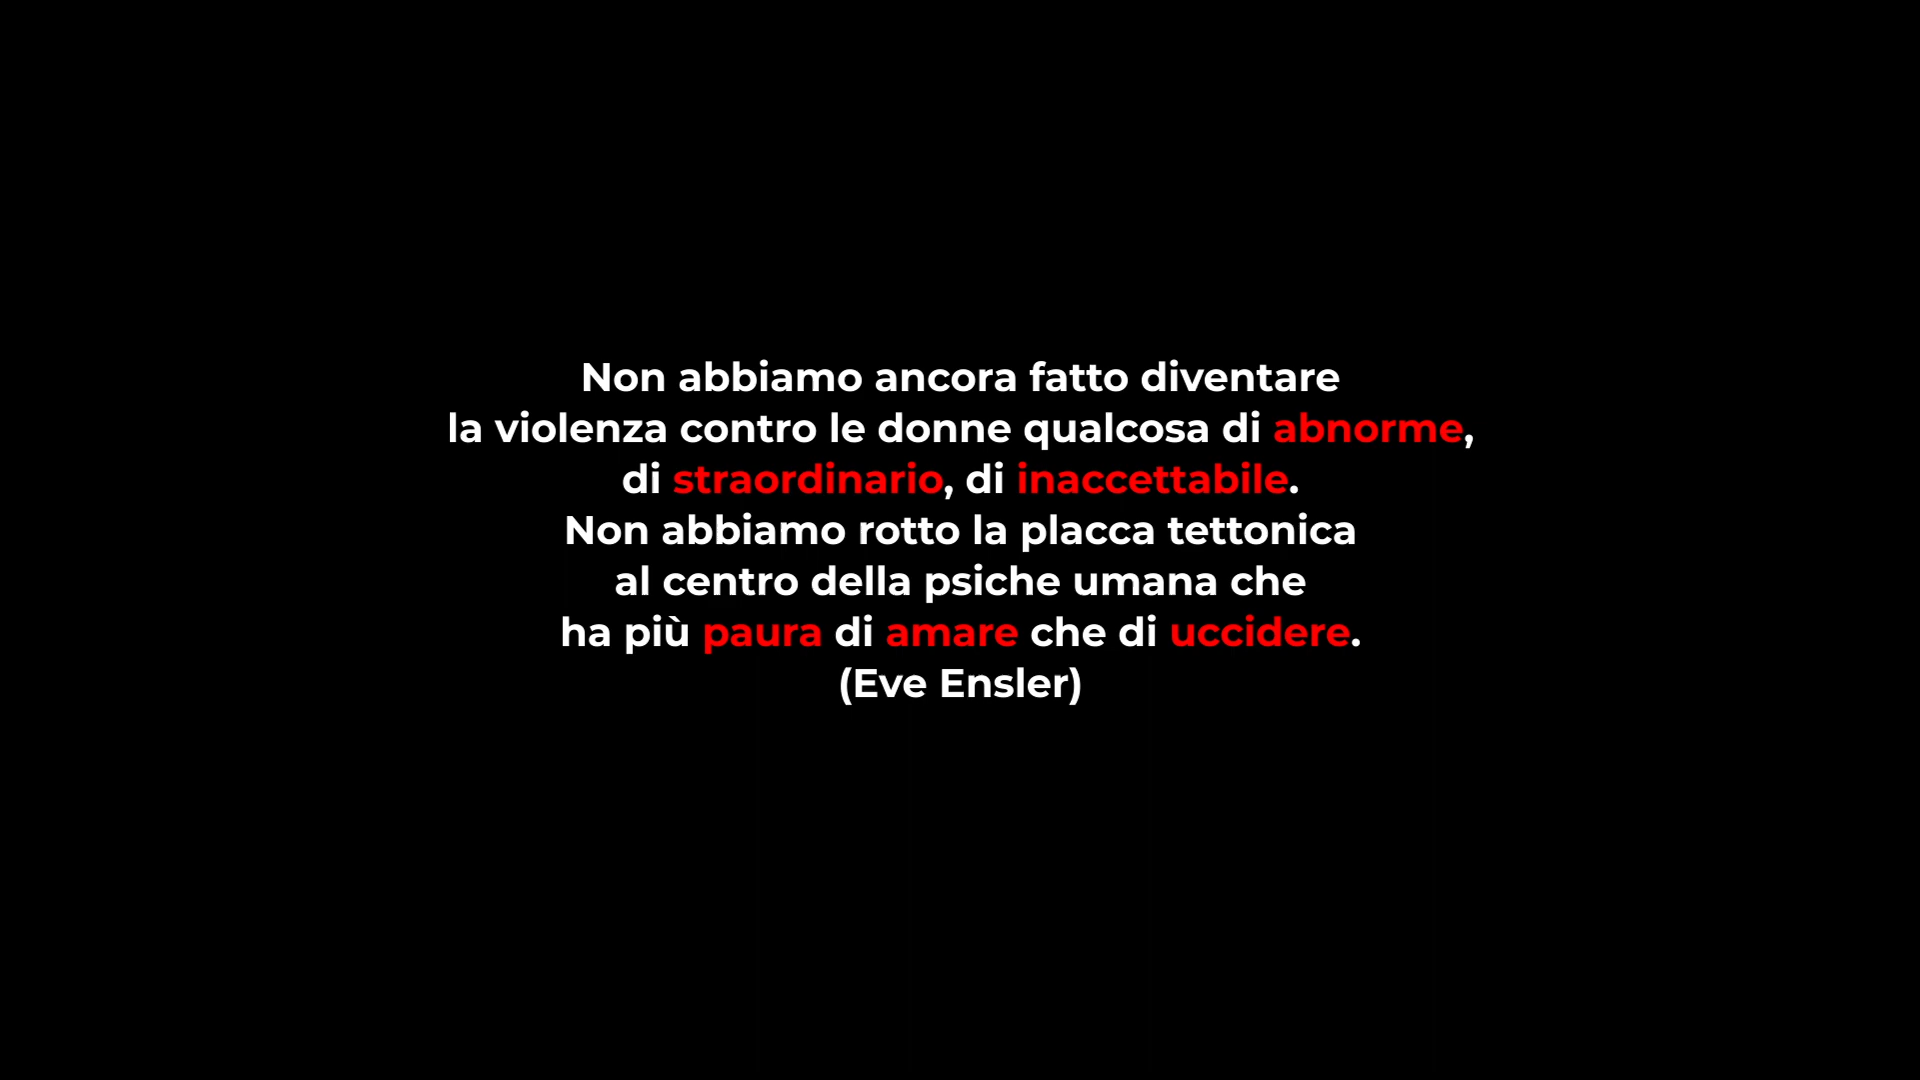 Non abbiamo ancora fatto diventare
la violenza contro le donne qualcosa di abnorme,
di straordinario, di inaccettabile.
Non abbiamo rotto la placca tettonica
al centro della psiche umana che
ha più paura di amare che di uccidere.
(Eve Ensler)